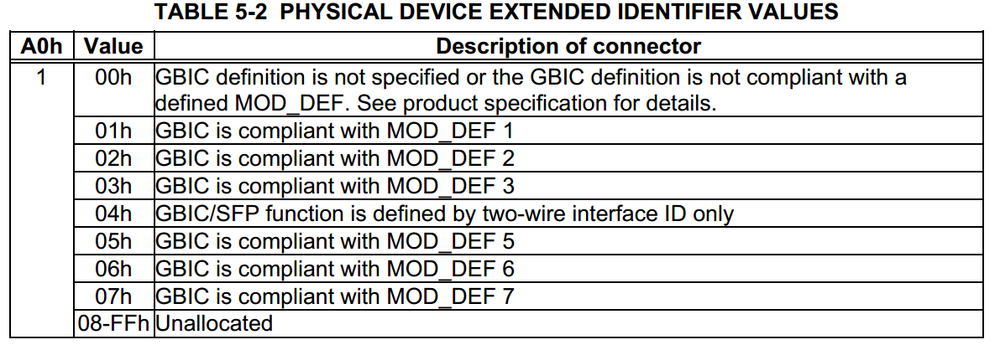 TABLE 5-2 PHYSICAL DEVICE EXTENDED IDENTIFIER VALUES
A0h Value Description of connector
1 00h GBIC definition is not specified or the GBIC definition is not compliant with a
defined MOD_DEF. See product specification for details.
01h GBIC is compliant with MOD_DEF 1
02h GBIC is compliant with MOD_DEF 2
03h GBIC is compliant with MOD_DEF 3
04h GBIC/SFP function is defined by two-wire interface ID only
05h GBIC is compliant with MOD_DEF 5
06h GBIC is compliant with MOD_DEF 6
07h GBIC is compliant with MOD_DEF 7
08-FFh Unallocated